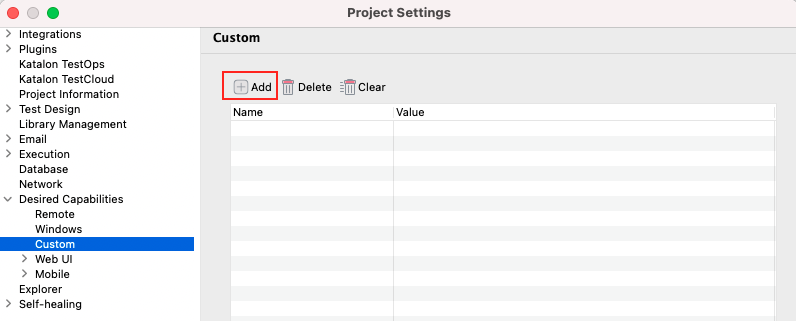 Project Settings
Integrations
Plugins
Katalon TestOps
Katalon TestCloud
Project Information
Test Design
Library Management
Email
Execution
Database
Network
Desired Capabilities
Remote
Windows
Custom
Web UI
Mobile
Explorer
Self-healing
Custom
Add Delete Clear
Name Value